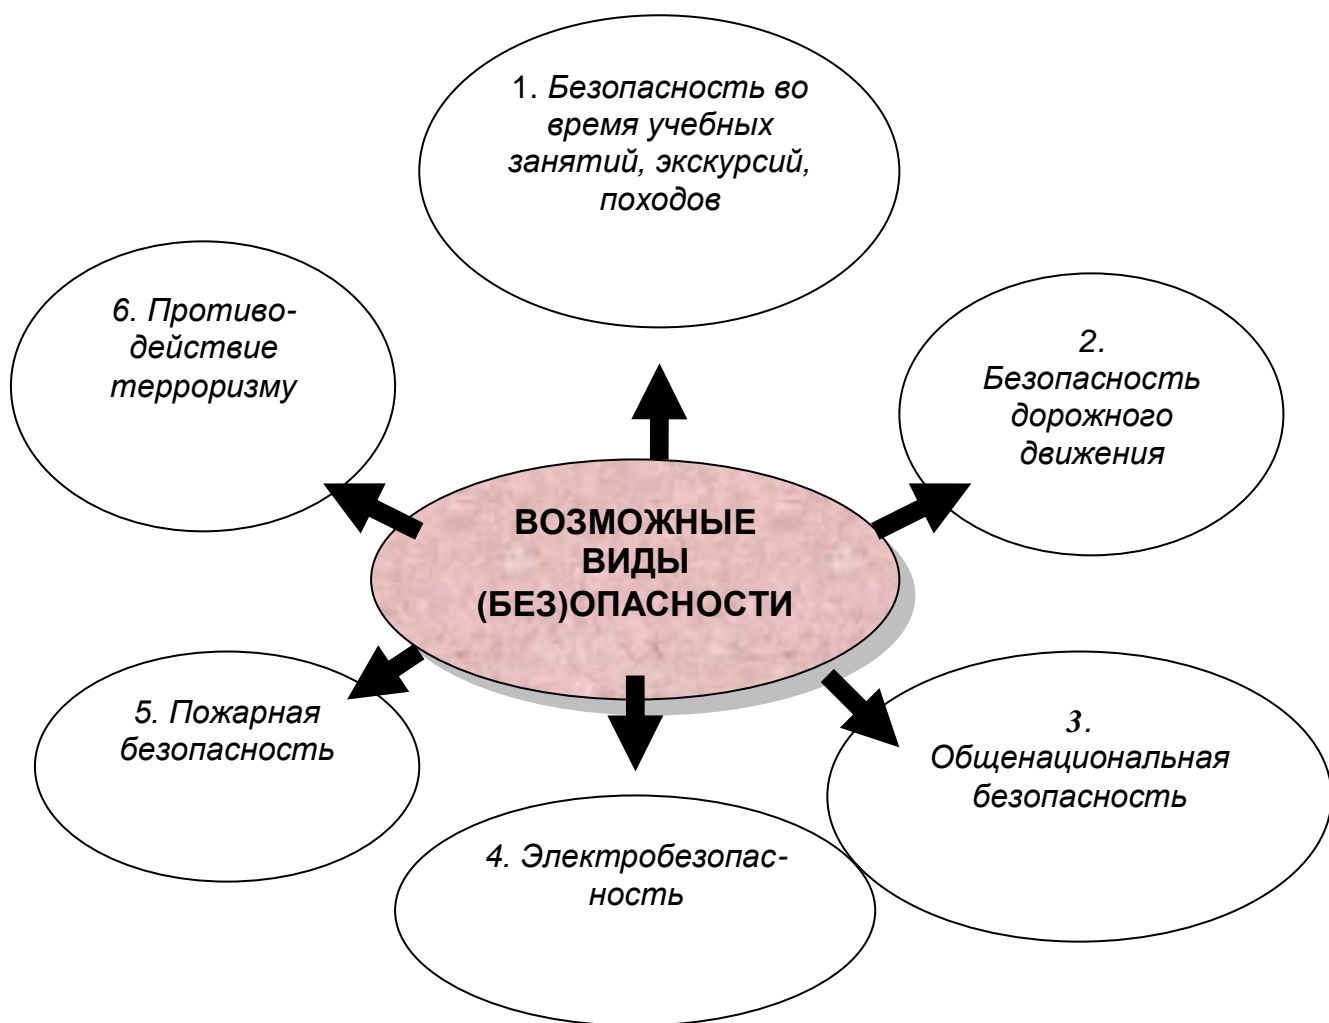 1. Безопасность во
время учебных
занятий, экскурсий,
походов
6. Противо-
действие
терроризму
2.
Безопасность
дорожного
движения
ВОЗМОЖНЫЕ
ВИДЫ
(БЕЗ)ОПАСНОСТИ
5. Пожарная
безопасность
3.
Общенациональная
безопасность
4. Электробезопас-
ность